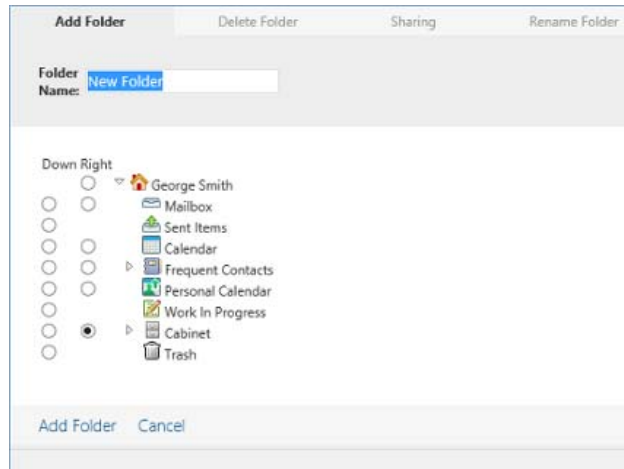 Add Folder Delete Folder Sharing Rename Folder
Folder
Name: New Folder
Down Right
George Smith
Mailbox
Sent Items
Calendar
Frequent Contacts
Personal Calendar
Work In Progress
Cabinet
Trash
Add Folder Cancel